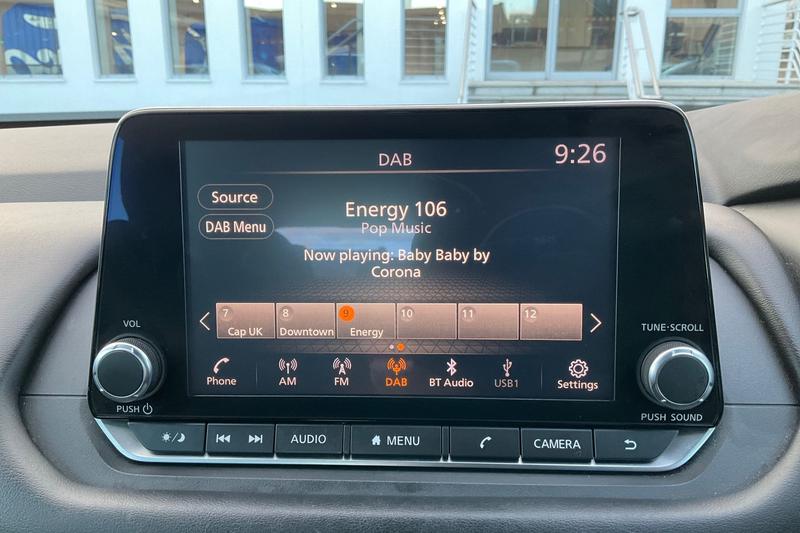 DAB
9:26
Source
DAB Menu
Energy 106
Pop Music
Now playing: Baby Baby by
Corona
7
Cap UK
8
Downtown
9
Energy
10
11
12
Phone
AM
FM
DAB
BT Audio
USB1
Settings
VOL
PUSH
TUNE·SCROLL
PUSH SOUND
AUDIO
MENU
CAMERA